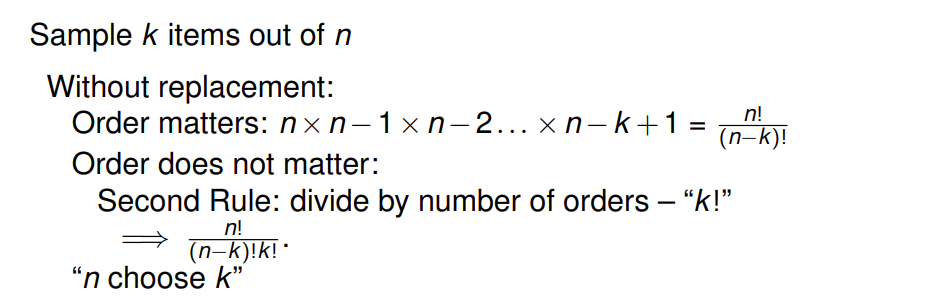 Sample k items out of n
Without replacement:
Order matters: n × n − 1 × n − 2 . . . × n − k + 1 = n! / (n−k)!
Order does not matter:
Second Rule: divide by number of orders – “k!”
⟹ n! / (n−k)!k! .
“n choose k”